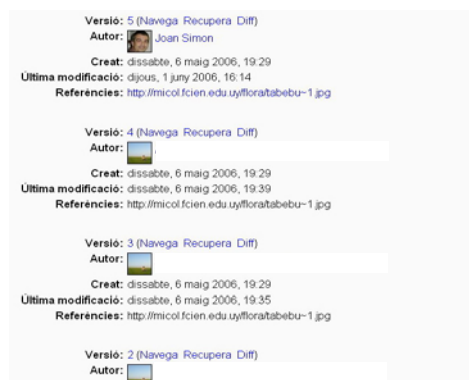 Versió: 5 (Navega Recupera Diff)
Autor: Joan Simon
Creat: dissabte, 6 maig 2006, 19:29
Última modificació: dijous, 1 juny 2006, 16:14
Referències: http://micol.fcien.edu.uy/flora/tabebu~1.jpg
Versió: 4 (Navega Recupera Diff)
Autor:
Creat: dissabte, 6 maig 2006, 19:29
Última modificació: dissabte, 6 maig 2006, 19:39
Referències: http://micol.fcien.edu.uy/flora/tabebu~1.jpg
Versió: 3 (Navega Recupera Diff)
Autor:
Creat: dissabte, 6 maig 2006, 19:29
Última modificació: dissabte, 6 maig 2006, 19:35
Referències: http://micol.fcien.edu.uy/flora/tabebu~1.jpg
Versió: 2 (Navega Recupera Diff)
Autor: